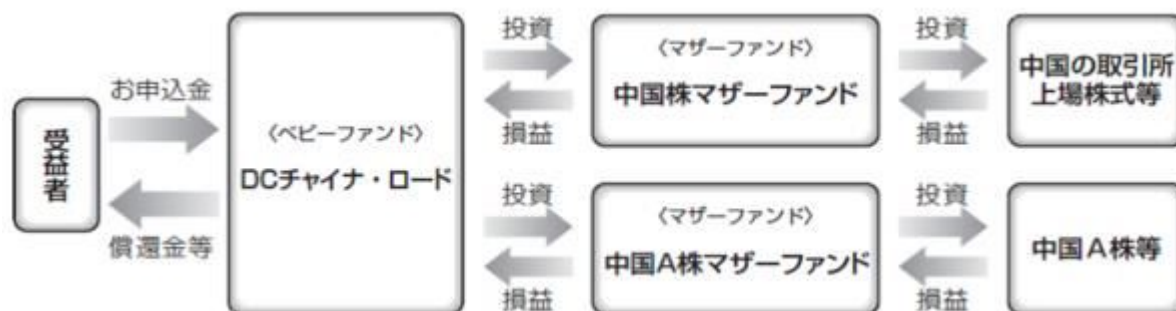 受益者
お申込金
償還金等
〈ベビーファンド〉
DCチャイナ・ロード
投資
損益
〈マザーファンド〉
中国株マザーファンド
投資
損益
中国の取引所
上場株式等
投資
損益
〈マザーファンド〉
中国A株マザーファンド
投資
損益
中国A株等